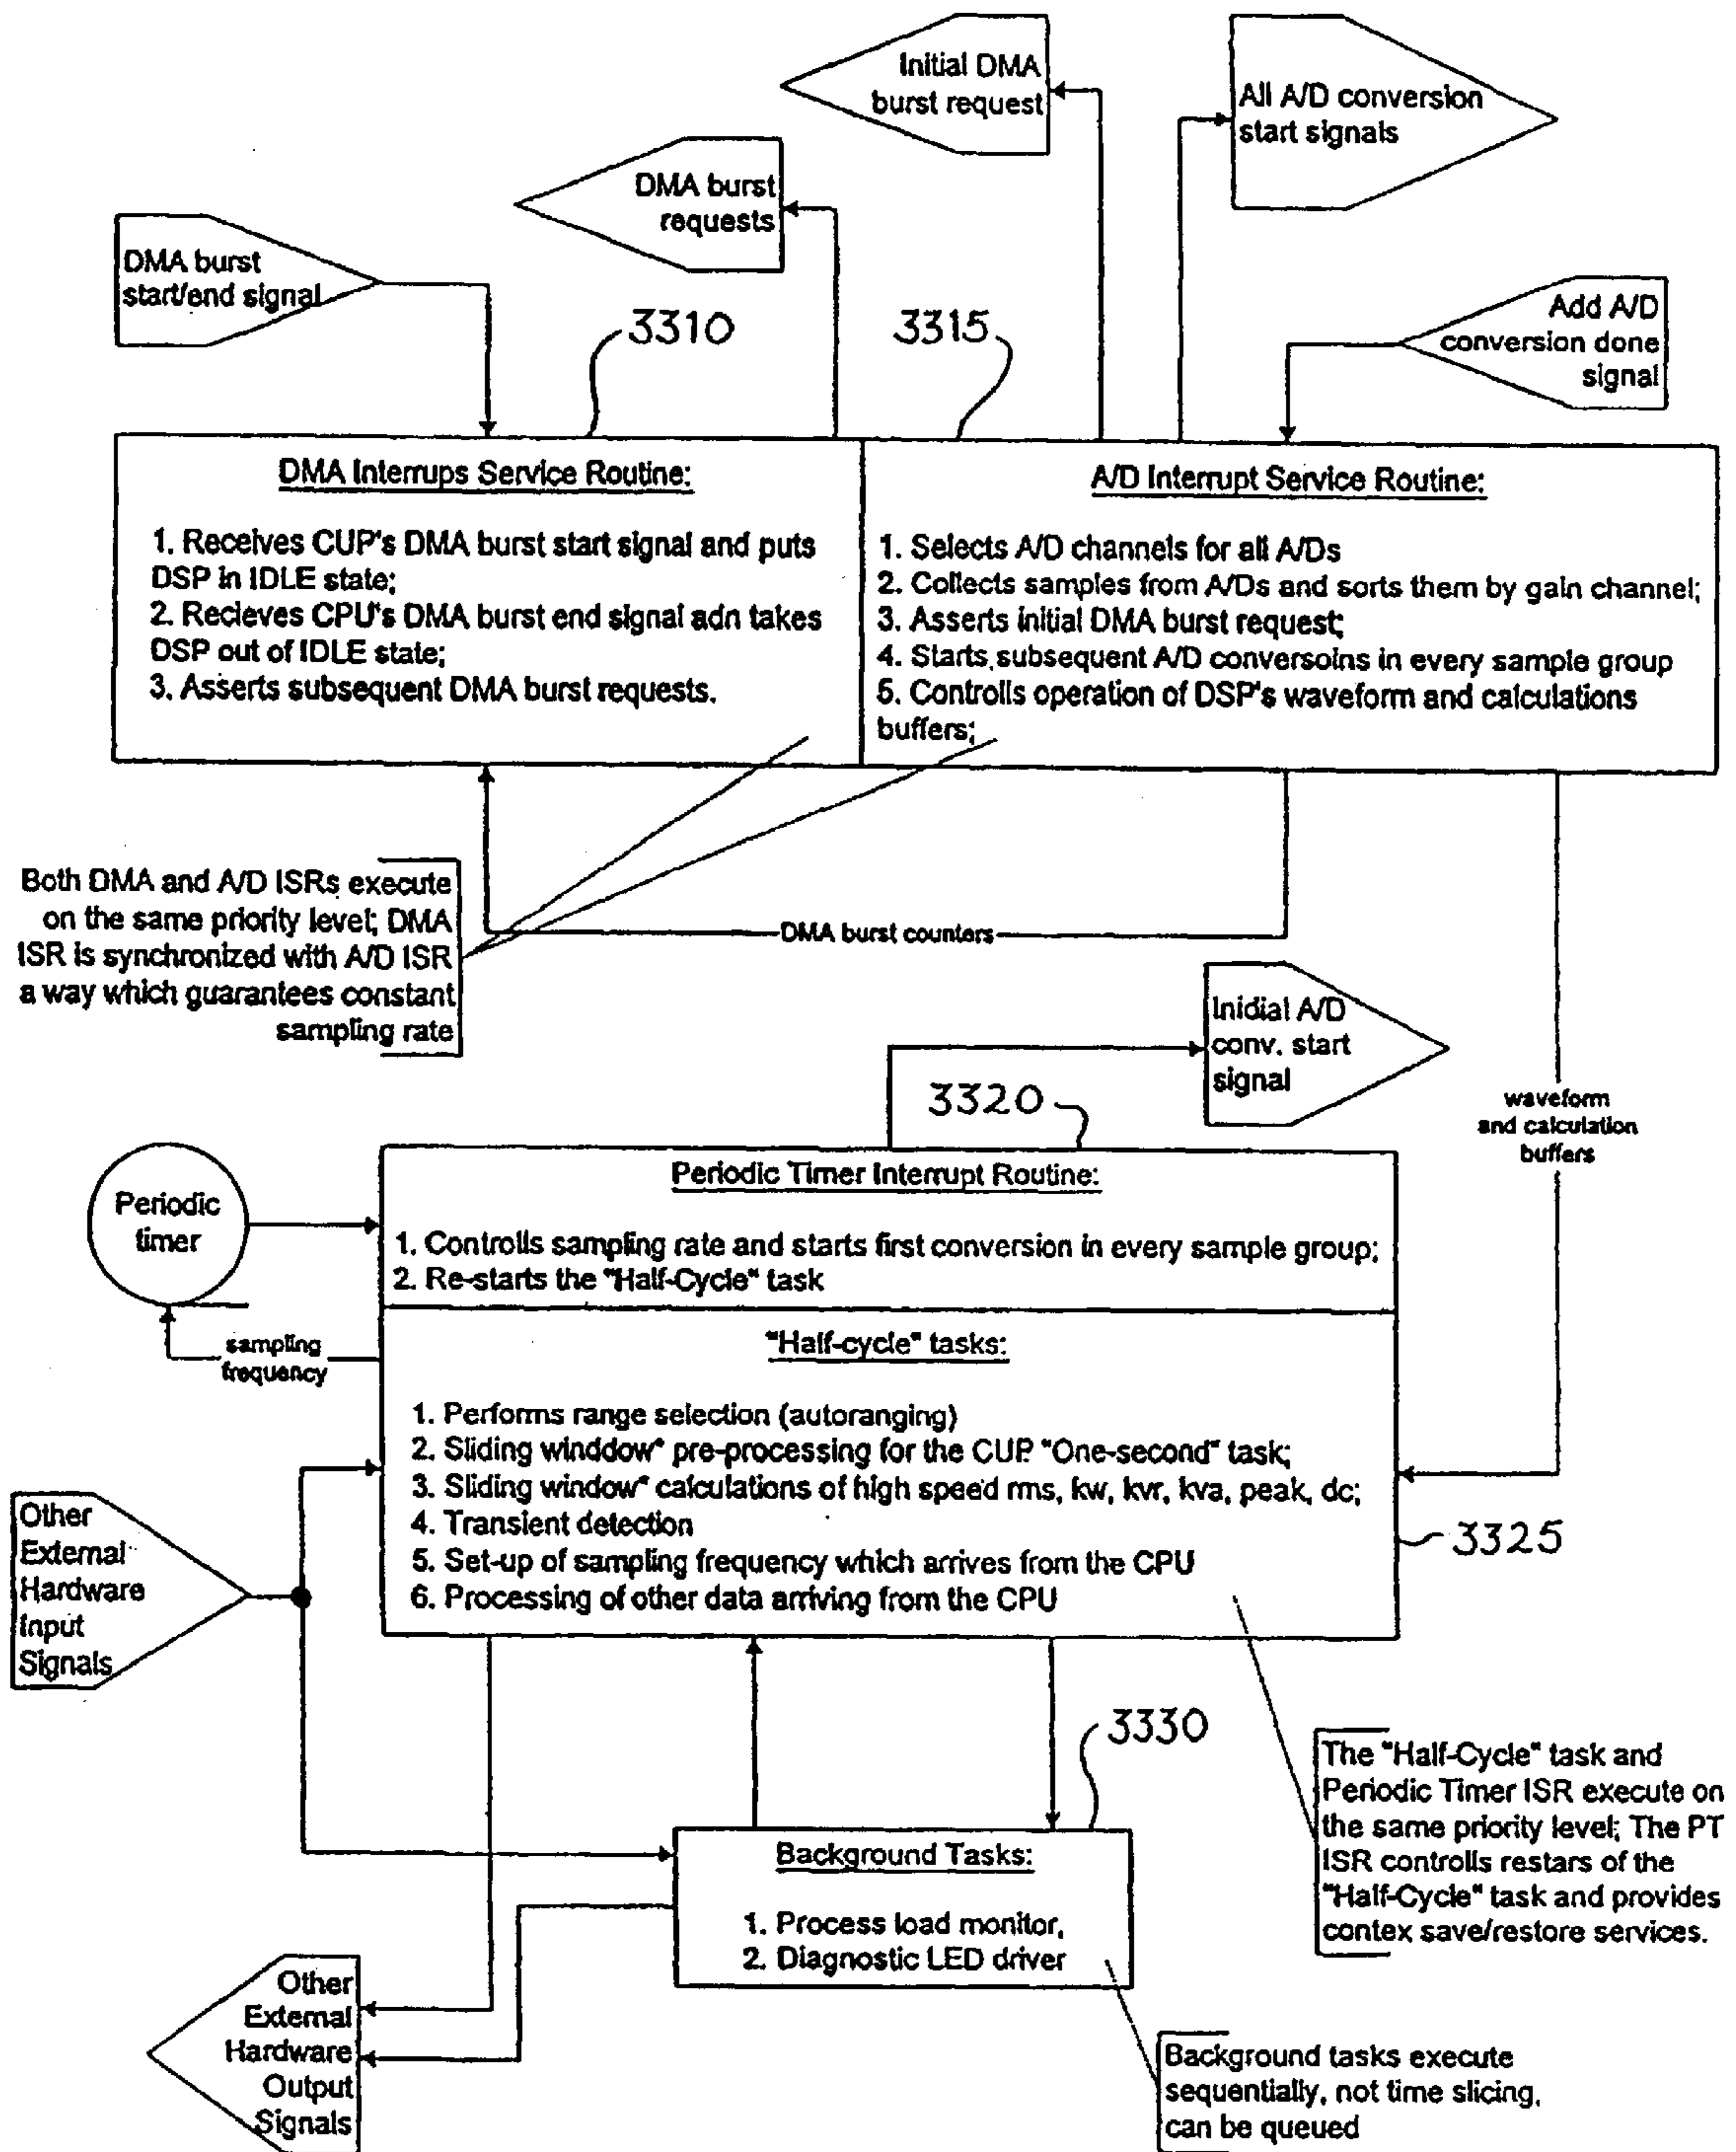 Initial DMA
burst request
All A/D conversion
start signals
DMA burst
requests
DMA burst
start/end signal
3310
3315
Add A/D
conversion done
signal
DMA Interrups Service Routine:
1. Receives CUP's DMA burst start signal and puts
DSP in IDLE state;
2. Recieves CPU's DMA burst end signal adn takes
DSP out of IDLE state;
3. Asserts subsequent DMA burst requests.
A/D Interrupt Service Routine:
1. Selects A/D channels for all A/Ds
2. Collects samples from A/Ds and sorts them by gain channel;
3. Asserts initial DMA burst request;
4. Starts subsequent A/D conversoins in every sample group
5. Controlls operation of DSP's waveform and calculations
buffers;
Both DMA and A/D ISRs execute
on the same priority level; DMA
ISR is synchronized with A/D ISR
a way which guarantees constant
sampling rate
DMA burst counters
Inidial A/D
conv. start
signal
waveform
and calculation
buffers
3320
Periodic
timer
Periodic Timer Interrupt Routine:
1. Controlls sampling rate and starts first conversion in every sample group;
2. Re-starts the "Half-Cycle" task
sampling
frequency
"Half-cycle" tasks:
1. Performs range selection (autoranging)
2. Sliding winddow* pre-processing for the CUP. "One-second" task;
3. Sliding window* calculations of high speed rms, kw, kvr, kva, peak, dc;
4. Transient detection
5. Set-up of sampling frequency which arrives from the CPU
6. Processing of other data arriving from the CPU
3325
Other
External
Hardware
Input
Signals
3330
The "Half-Cycle" task and
Periodic Timer ISR execute on
the same priority level; The PT
ISR controlls restars of the
"Half-Cycle" task and provides
contex save/restore services.
Background Tasks:
1. Process load monitor,
2. Diagnostic LED driver
Other
External
Hardware
Output
Signals
Background tasks execute
sequentially, not time slicing,
can be queued